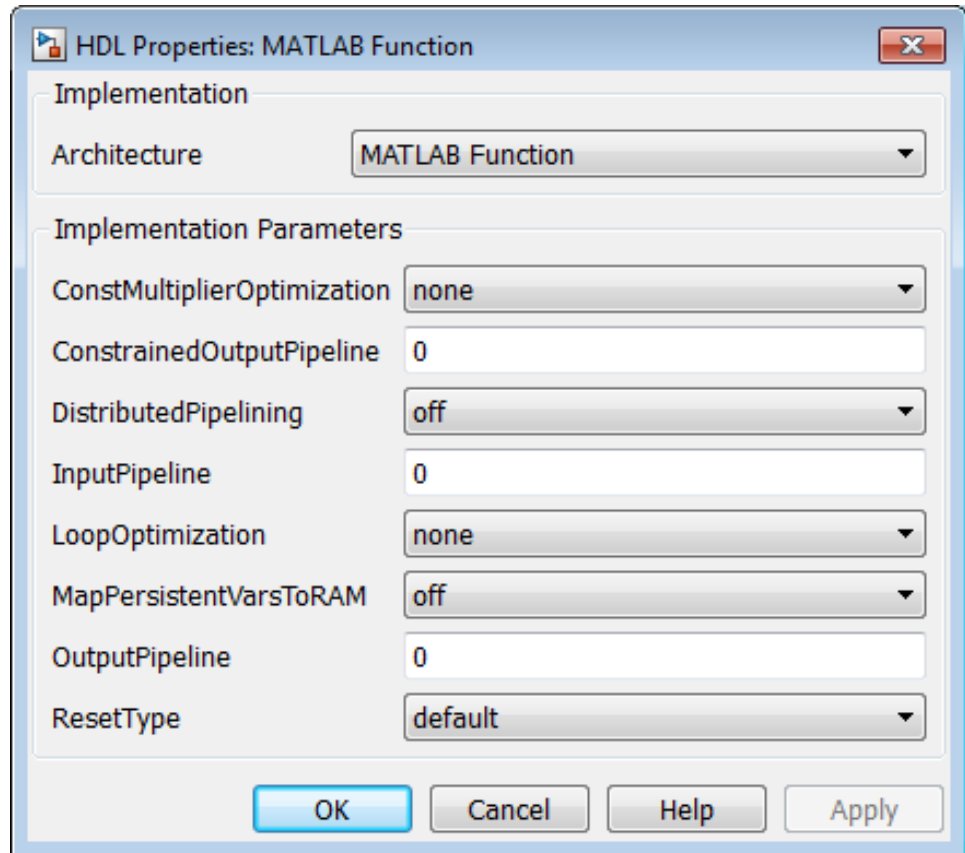 HDL Properties: MATLAB Function
Implementation
Architecture MATLAB Function
Implementation Parameters
ConstMultiplierOptimization none
ConstrainedOutputPipeline 0
DistributedPipelining off
InputPipeline 0
LoopOptimization none
MapPersistentVarsToRAM off
OutputPipeline 0
ResetType default
OK Cancel Help Apply